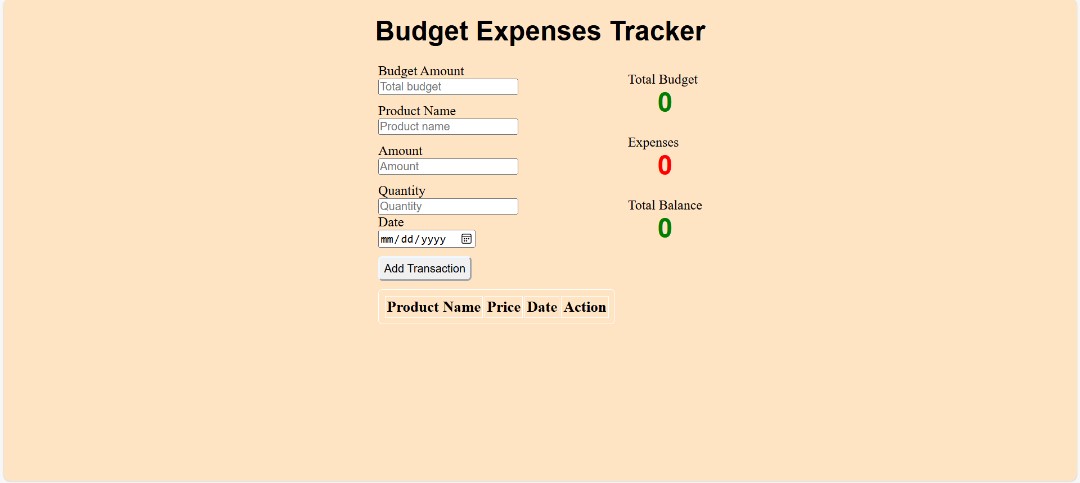 Budget Expenses Tracker
Budget Amount
Total budget
Product Name
Product name
Amount
Amount
Quantity
Quantity
Date
mm/dd/yyyy
Add Transaction
Total Budget
0
Expenses
0
Total Balance
0
Product Name Price Date Action